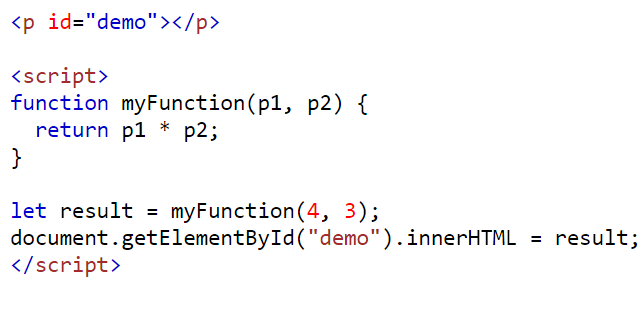 <p id="demo"></p>
<script>
function myFunction(p1, p2) {
return p1 * p2;
}
let result = myFunction(4, 3);
document.getElementById("demo").innerHTML = result;
</script>